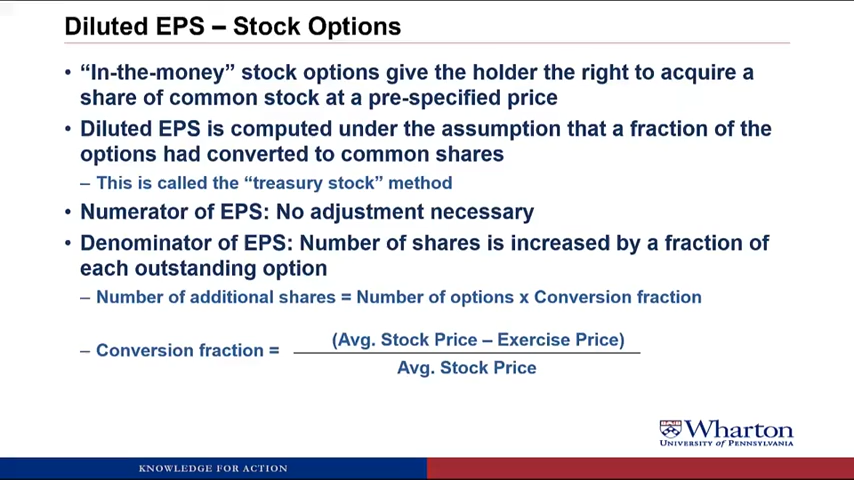 Diluted EPS – Stock Options
• “In-the-money” stock options give the holder the right to acquire a
share of common stock at a pre-specified price
• Diluted EPS is computed under the assumption that a fraction of the
options had converted to common shares
– This is called the “treasury stock” method
• Numerator of EPS: No adjustment necessary
• Denominator of EPS: Number of shares is increased by a fraction of
each outstanding option
– Number of additional shares = Number of options x Conversion fraction
(Avg. Stock Price – Exercise Price)
– Conversion fraction =
Avg. Stock Price
Wharton
UNIVERSITY of PENNSYLVANIA
KNOWLEDGE FOR ACTION